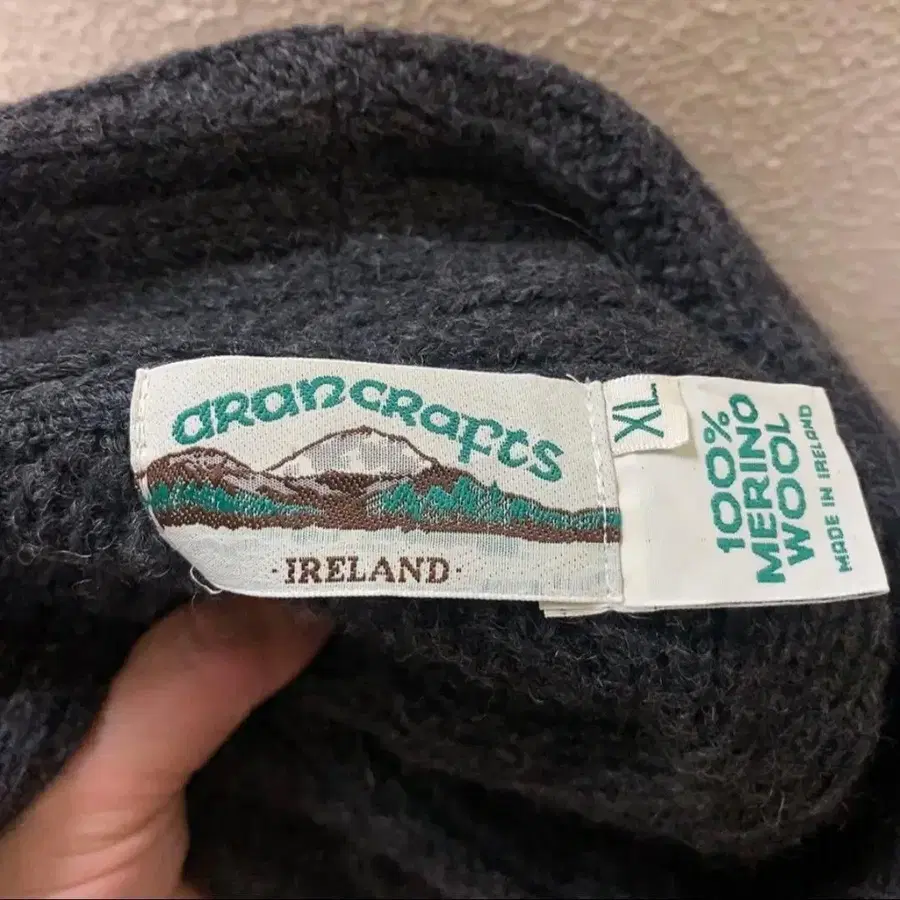 arancrafts
·IRELAND·
XL
100%
MERINO
WOOL
MADE IN IRELAND